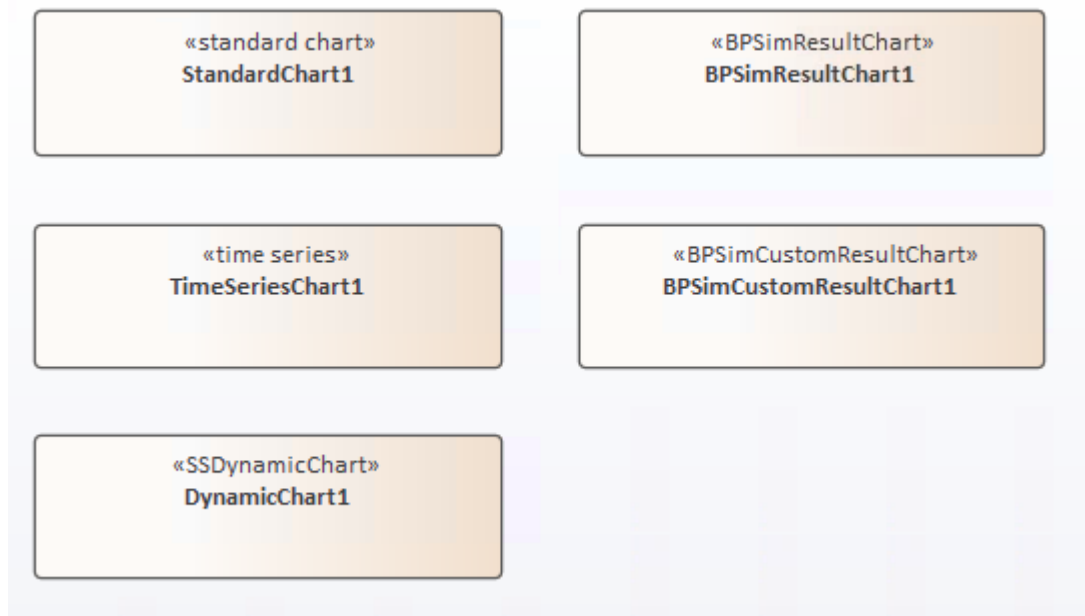 «standard chart»
StandardChart1
«BPSimResultChart»
BPSimResultChart1
«time series»
TimeSeriesChart1
«BPSimCustomResultChart»
BPSimCustomResultChart1
«SSDynamicChart»
DynamicChart1